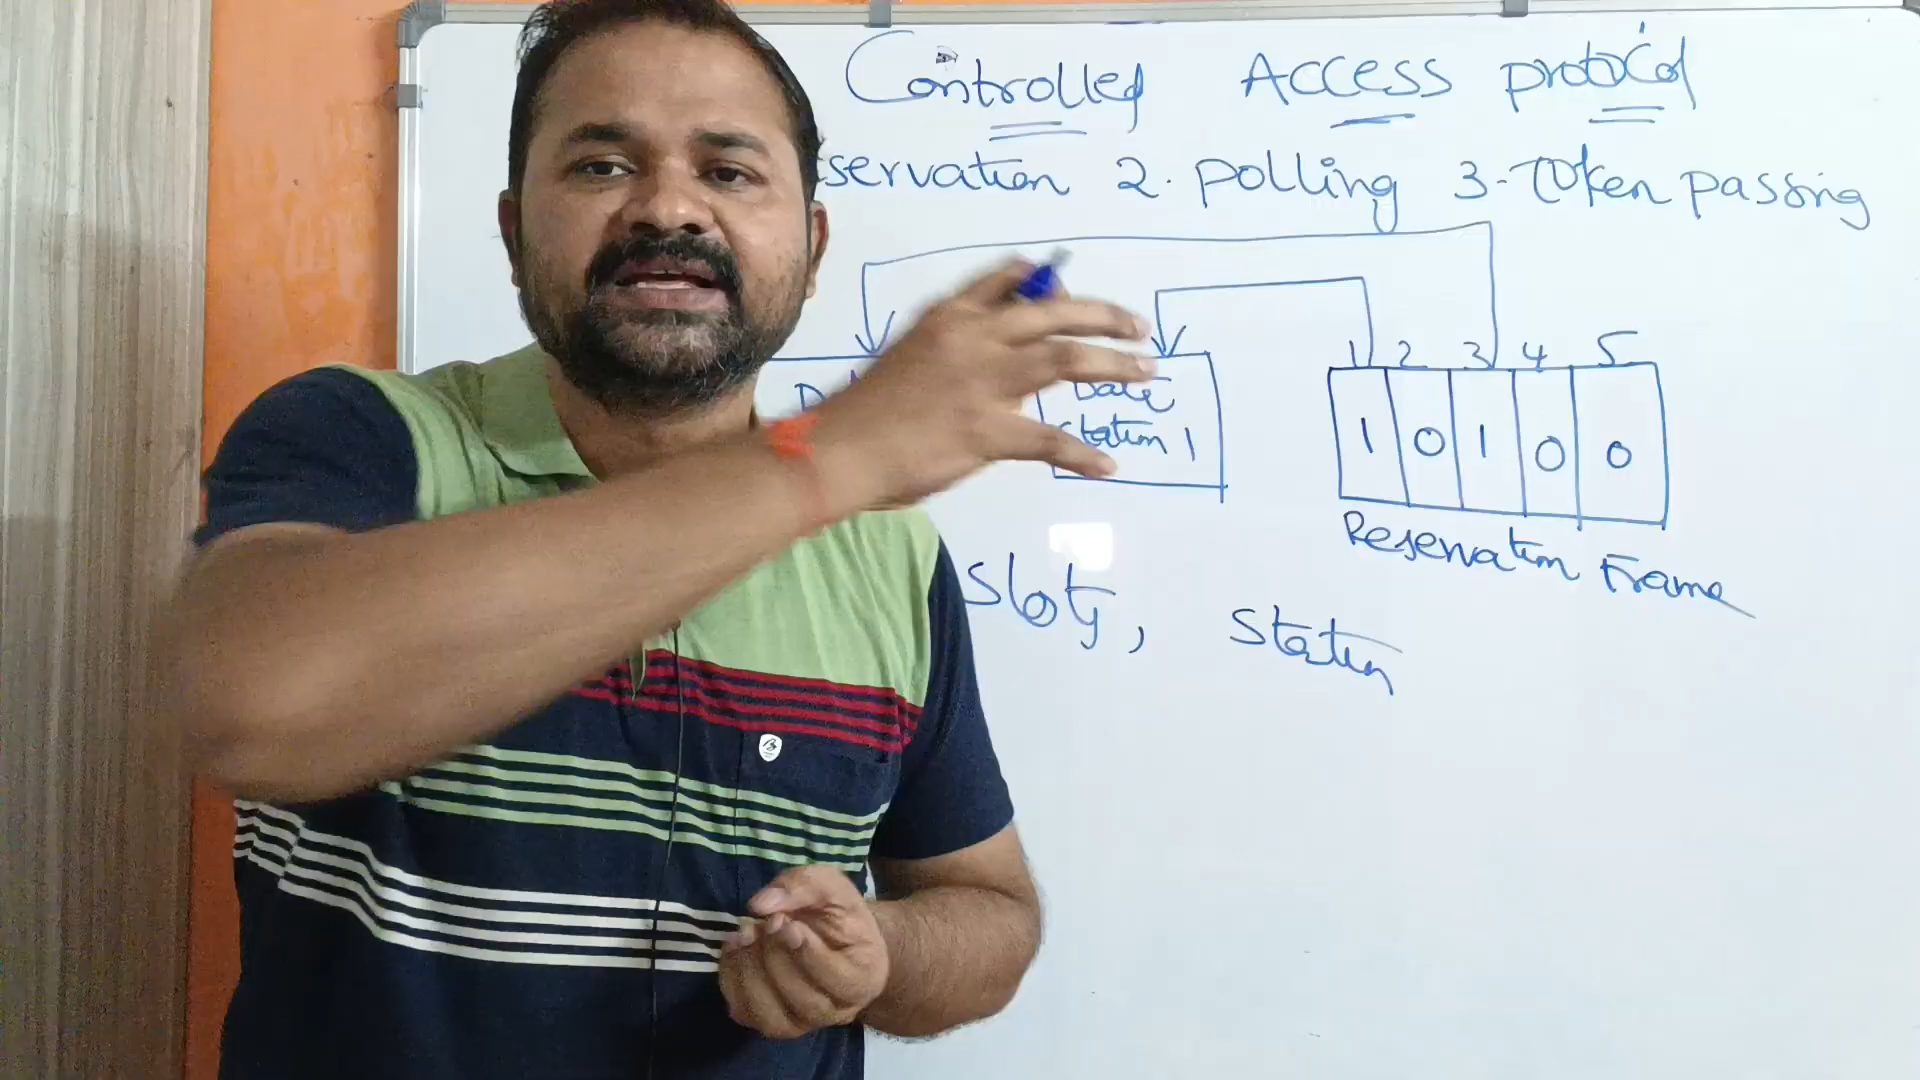 Controlled Access protocol
servation 2. polling 3. Token passing
1 2 3 4 5
Data
station 1
1 0 1 0 0
Reservation Frame
Slots, Station